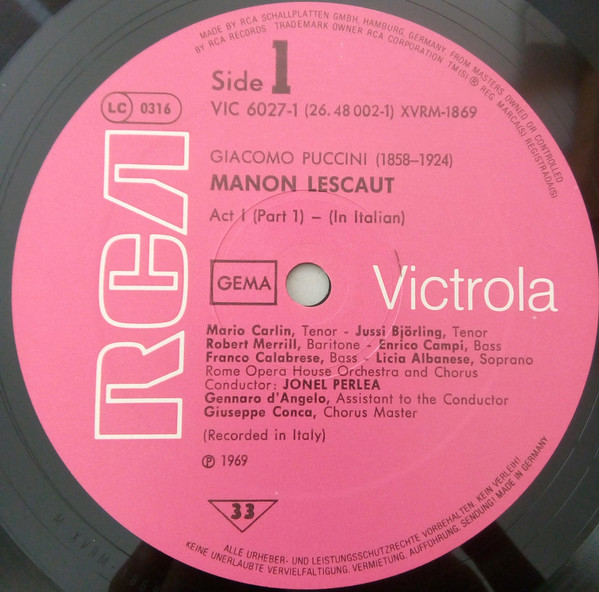 MADE BY RCA SCHALLPLATTEN GMBH, HAMBURG, GERMANY, FROM MASTERS OWNED OR CONTROLLED
BY RCA RECORDS TRADEMARK OWNER RCA CORPORATION TM(S) ® REG MARCA(S) REGISTRADA(S)
Side 1
LC 0316
VIC 6027-1 (26.48 002-1) XVRM-1869
GIACOMO PUCCINI (1858–1924)
MANON LESCAUT
Act I (Part 1) – (In Italian)
RCA
GEMA
Victrola
Mario Carlin, Tenor - Jussi Björling, Tenor
Robert Merrill, Baritone - Enrico Campi, Bass
Franco Calabrese, Bass - Licia Albanese, Soprano
Rome Opera House Orchestra and Chorus
Conductor: JONEL PERLEA
Gennaro d'Angelo, Assistant to the Conductor
Giuseppe Conca, Chorus Master
(Recorded in Italy)
℗ 1969
33
ALLE URHEBER- UND LEISTUNGSSCHUTZRECHTE VORBEHALTEN. KEIN VERLEIH!
KEINE UNERLAUBTE VERVIELFÄLTIGUNG, VERMIETUNG, AUFFÜHRUNG, SENDUNG! MADE IN GERMANY